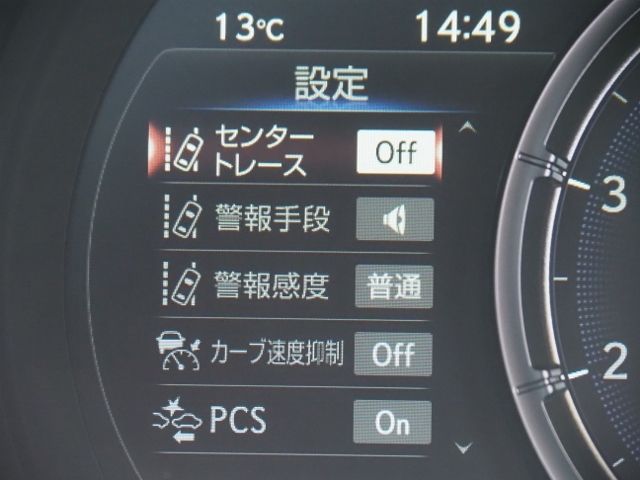 13℃ 14:49
設定
センター
トレース Off
警報手段
警報感度 普通
カーブ速度抑制 Off
PCS On
3
2